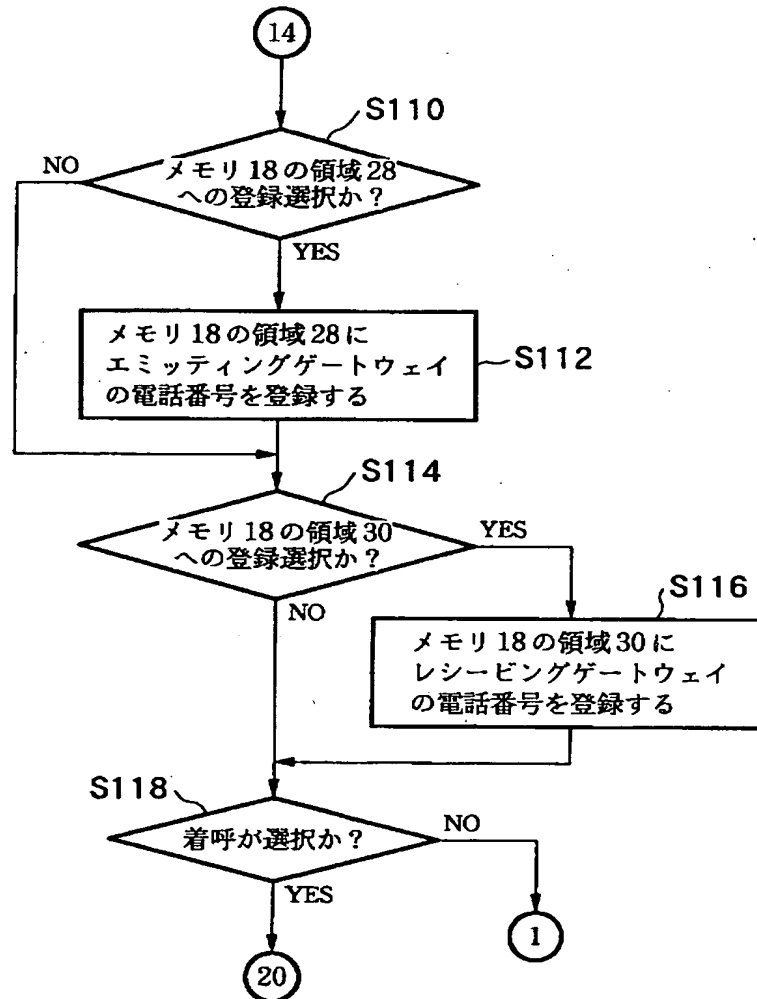 14
S110
NO
メモリ18の領域28
への登録選択か？
YES
メモリ18の領域28に
エミッティングゲートウェイ
の電話番号を登録する
S112
S114
メモリ18の領域30
への登録選択か？
YES
NO
S116
メモリ18の領域30に
レシービングゲートウェイ
の電話番号を登録する
S118
着呼が選択か？
NO
YES
1
20